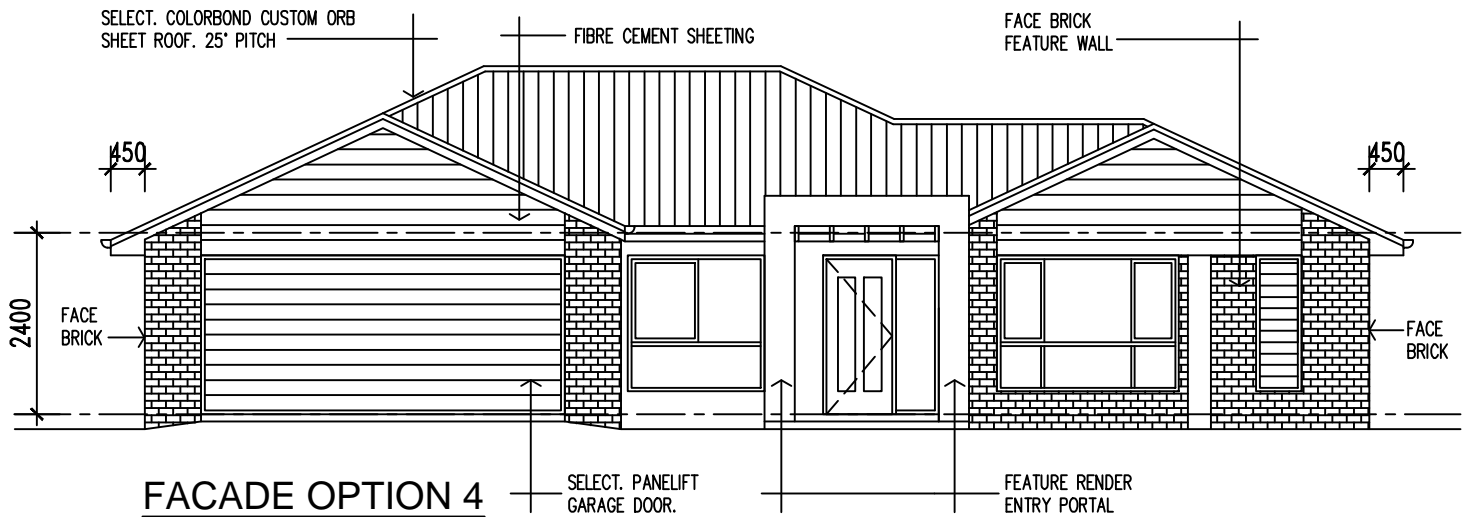 SELECT. COLORBOND CUSTOM ORB
SHEET ROOF. 25° PITCH
FIBRE CEMENT SHEETING
FACE BRICK
FEATURE WALL
450
450
2400
FACE
BRICK
FACE
BRICK
FACADE OPTION 4
SELECT. PANELIFT
GARAGE DOOR.
FEATURE RENDER
ENTRY PORTAL